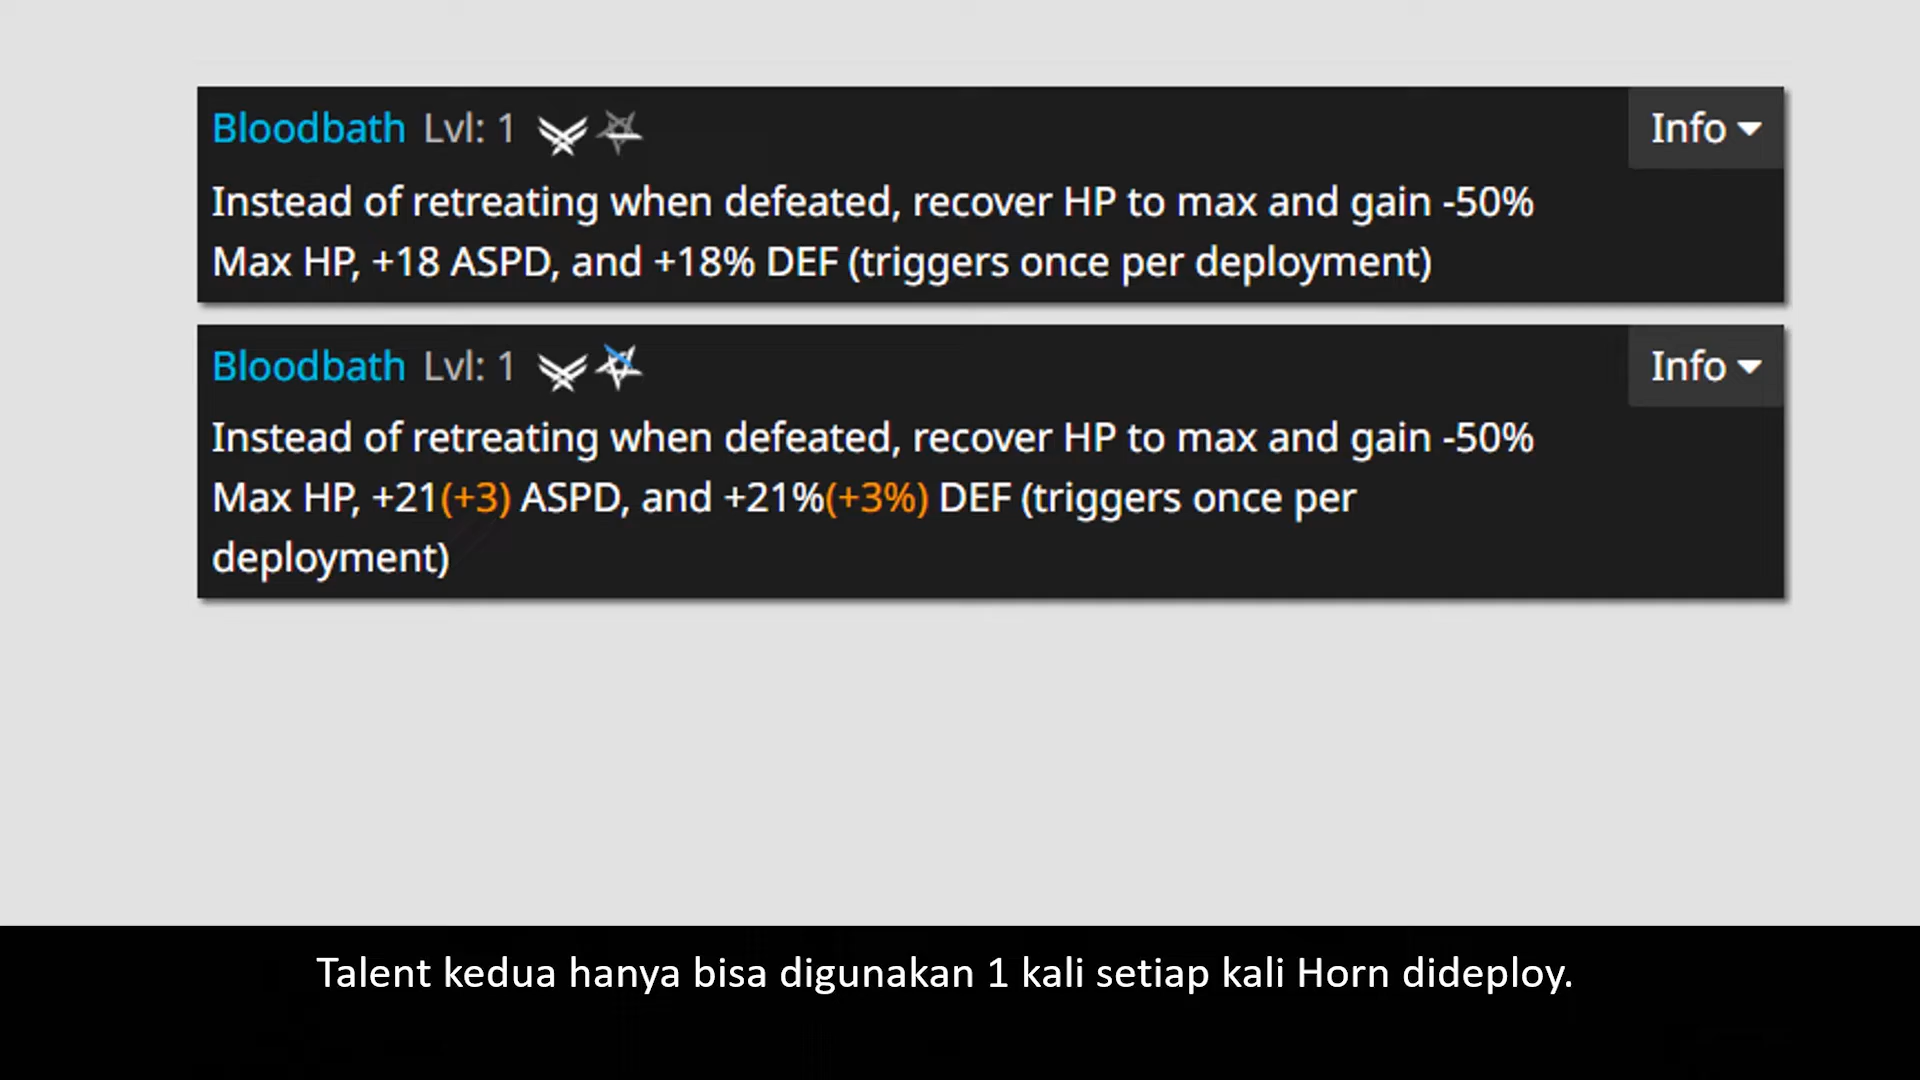 Bloodbath Lvl: 1
Info
Instead of retreating when defeated, recover HP to max and gain -50%
Max HP, +18 ASPD, and +18% DEF (triggers once per deployment)
Bloodbath Lvl: 1
Info
Instead of retreating when defeated, recover HP to max and gain -50%
Max HP, +21(+3) ASPD, and +21%(+3%) DEF (triggers once per
deployment)
Talent kedua hanya bisa digunakan 1 kali setiap kali Horn dideploy.